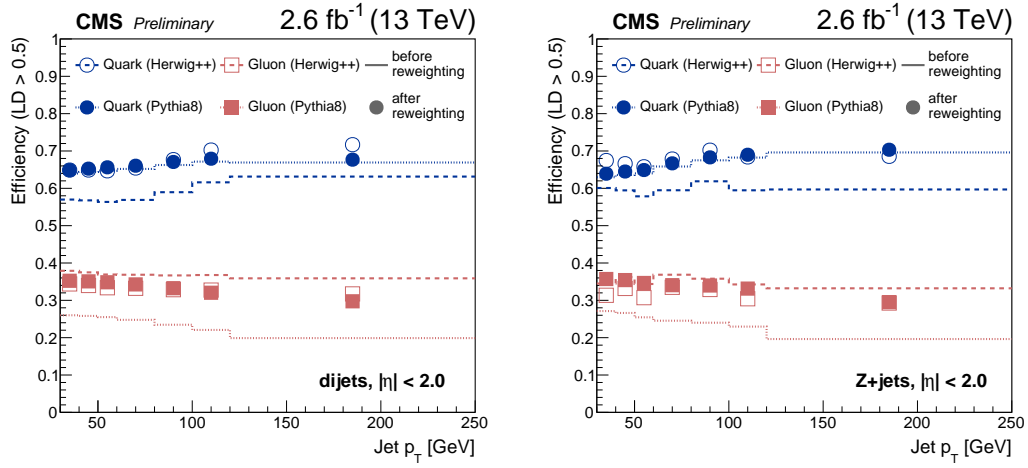 CMS Preliminary 2.6 fb-1 (13 TeV)
Efficiency (LD > 0.5)
1
0.9
0.8
0.7
0.6
0.5
0.4
0.3
0.2
0.1
0
Quark (Herwig++) Gluon (Herwig++) before reweighting
Quark (Pythia8) Gluon (Pythia8) after reweighting
dijets, |η| < 2.0
50 100 150 200 250
Jet pT [GeV]
CMS Preliminary 2.6 fb-1 (13 TeV)
Efficiency (LD > 0.5)
1
0.9
0.8
0.7
0.6
0.5
0.4
0.3
0.2
0.1
0
Quark (Herwig++) Gluon (Herwig++) before reweighting
Quark (Pythia8) Gluon (Pythia8) after reweighting
Z+jets, |η| < 2.0
50 100 150 200 250
Jet pT [GeV]